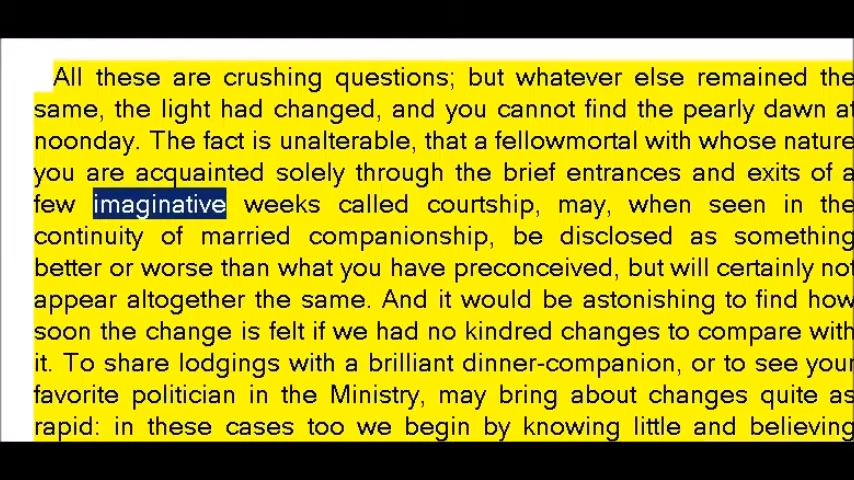 All these are crushing questions; but whatever else remained the
same, the light had changed, and you cannot find the pearly dawn at
noonday. The fact is unalterable, that a fellowmortal with whose nature
you are acquainted solely through the brief entrances and exits of a
few imaginative weeks called courtship, may, when seen in the
continuity of married companionship, be disclosed as something
better or worse than what you have preconceived, but will certainly not
appear altogether the same. And it would be astonishing to find how
soon the change is felt if we had no kindred changes to compare with
it. To share lodgings with a brilliant dinner-companion, or to see your
favorite politician in the Ministry, may bring about changes quite as
rapid: in these cases too we begin by knowing little and believing